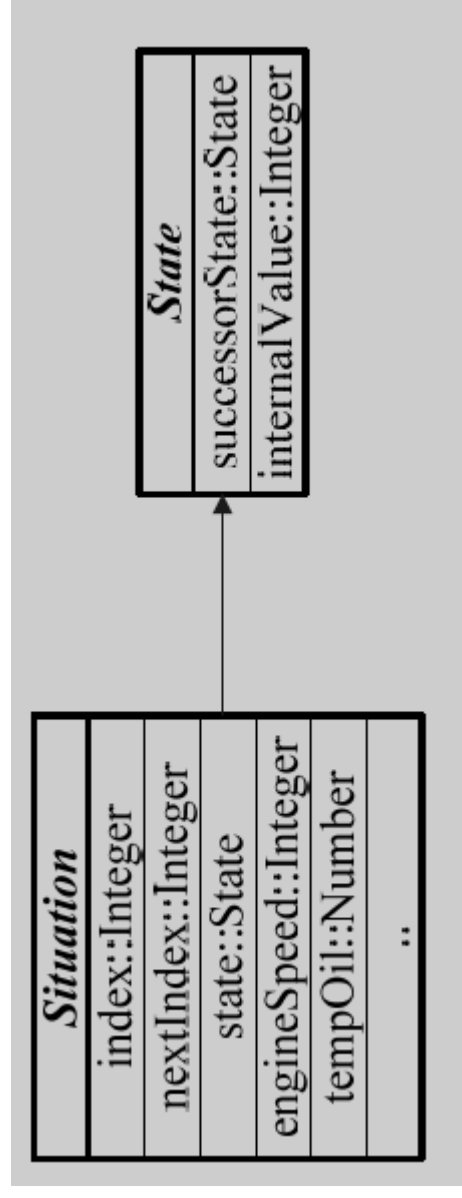 Situation
index::Integer
nextIndex::Integer
state::State
engineSpeed::Integer
tempOil::Number
..
State
successorState::State
internalValue::Integer